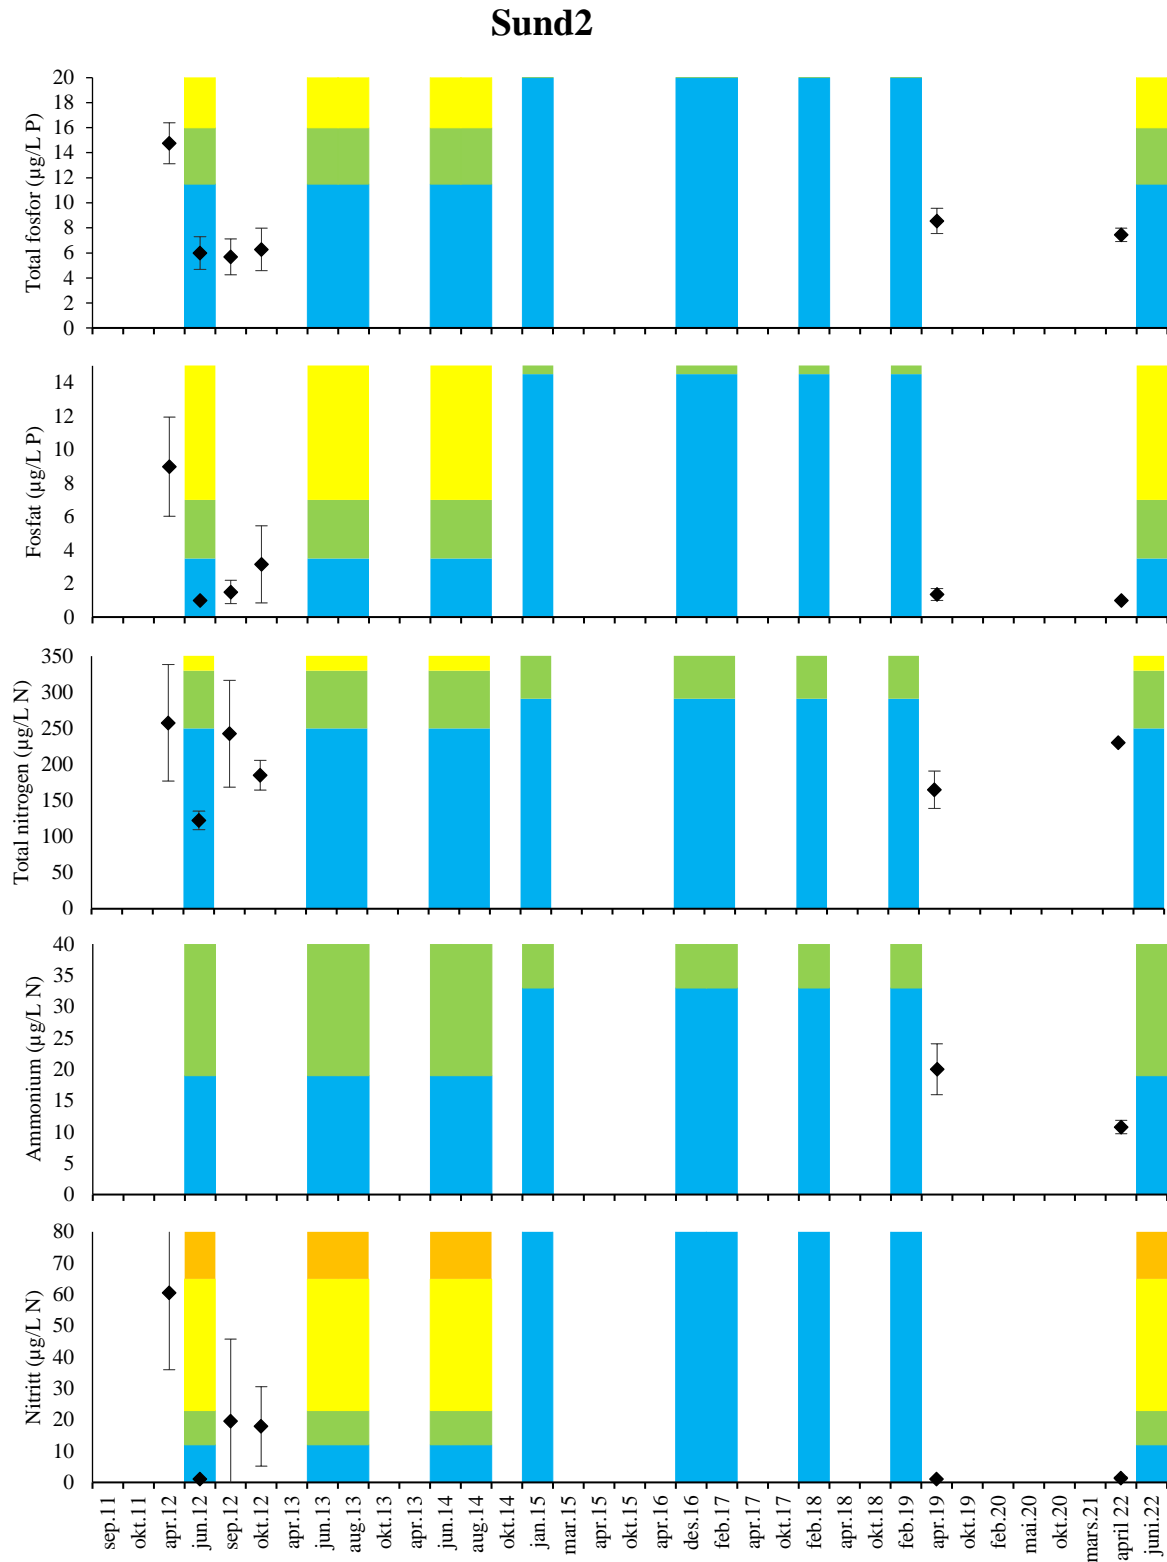 Sund2
Total fosfor (µg/L P)
20
18
16
14
12
10
8
6
4
2
0
Fosfat (µg/L P)
14
12
10
8
6
4
2
0
Total nitrogen (µg/L N)
350
300
250
200
150
100
50
0
Ammonium (µg/L N)
40
35
30
25
20
15
10
5
0
Nitritt (µg/L N)
80
70
60
50
40
30
20
10
0
sep.11
okt.11
apr.12
jun.12
sep.12
okt.12
apr.13
jun.13
aug.13
okt.13
apr.14
jun.14
aug.14
okt.14
jan.15
mar.15
apr.15
okt.15
apr.16
des.16
feb.17
apr.17
okt.17
feb.18
apr.18
okt.18
feb.19
apr.19
okt.19
feb.20
mai.20
okt.20
mars.21
april 22
juni.22